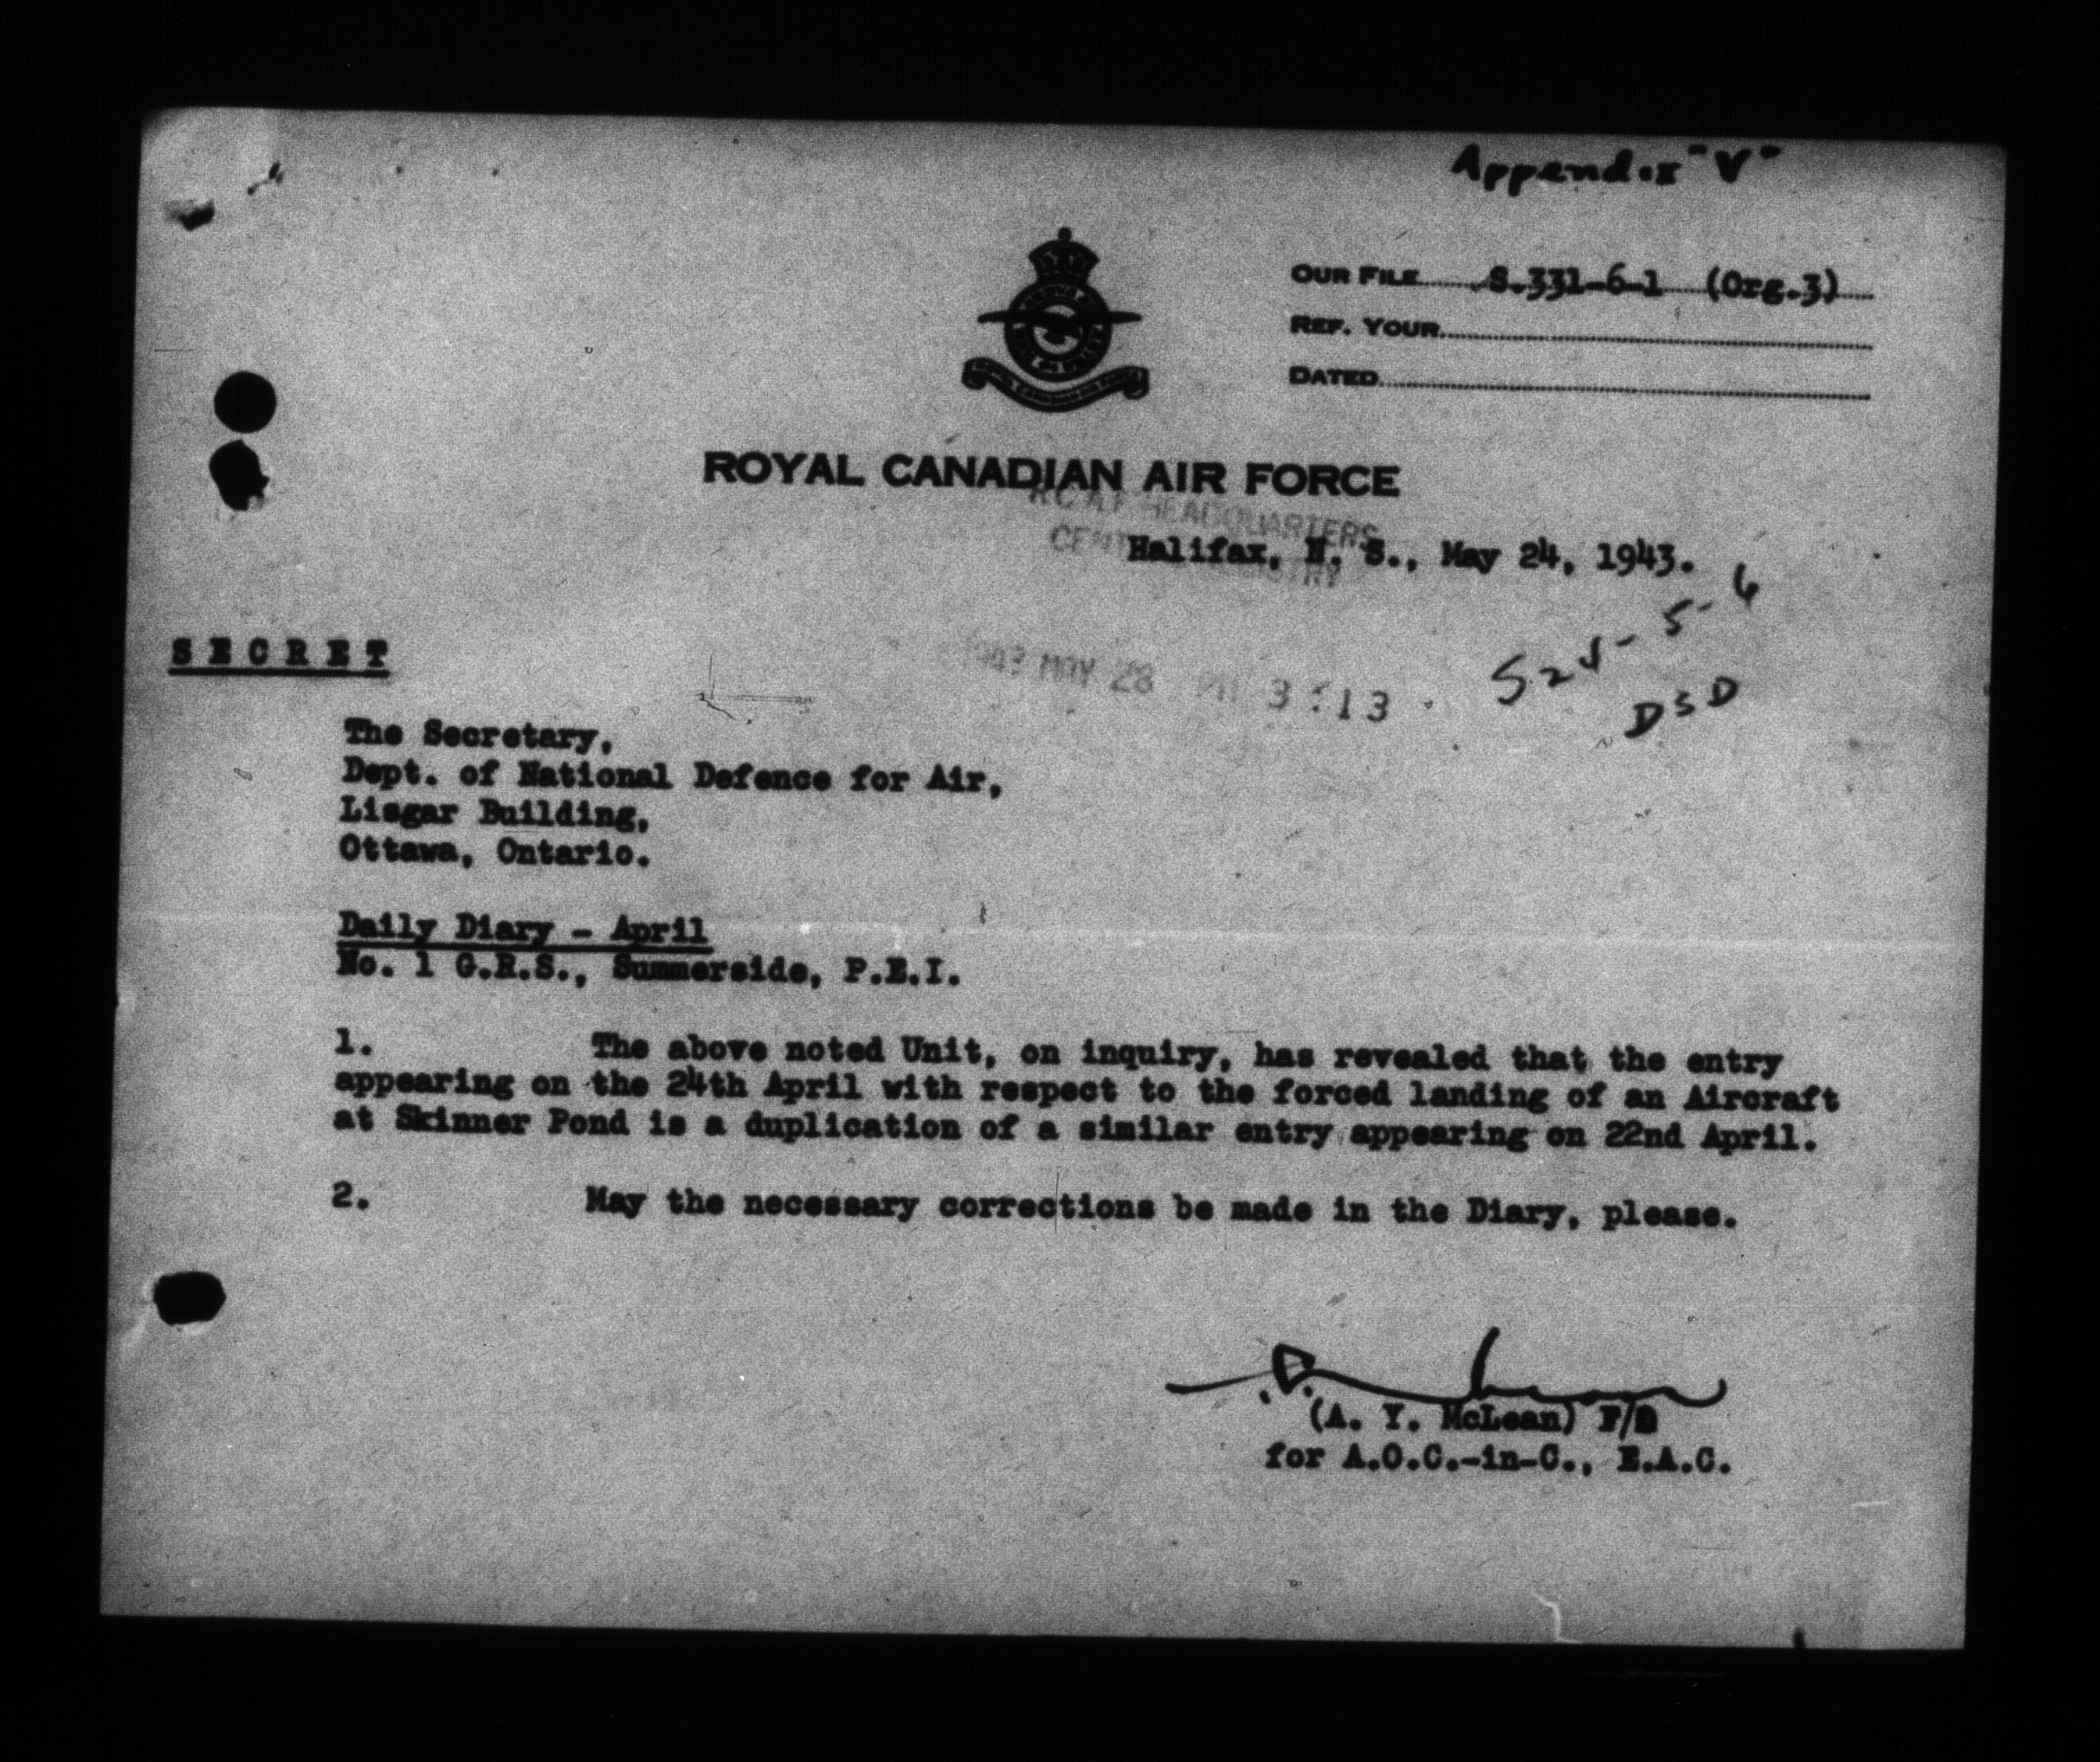 Appendix "V"
OUR FILE S.331-6-1 (Org.3)
REF. YOUR
DATED
ROYAL CANADIAN AIR FORCE
HEADQUARTERS
Halifax, N. S., May 24, 1943.
SECRET
1943 MAY 28 PM 3:13
DSD
The Secretary,
Dept. of National Defence for Air,
Lisgar Building,
Ottawa, Ontario.
Daily Diary - April
No. 1 G.R.S., Summerside, P.E.I.
1. The above noted Unit, on inquiry, has revealed that the entry
appearing on the 24th April with respect to the forced landing of an Aircraft
at Skinner Pond is a duplication of a similar entry appearing on 22nd April.
2. May the necessary corrections be made in the Diary, please.
(A. Y. McLean) F/O
for A.O.C.-in-C., E.A.C.